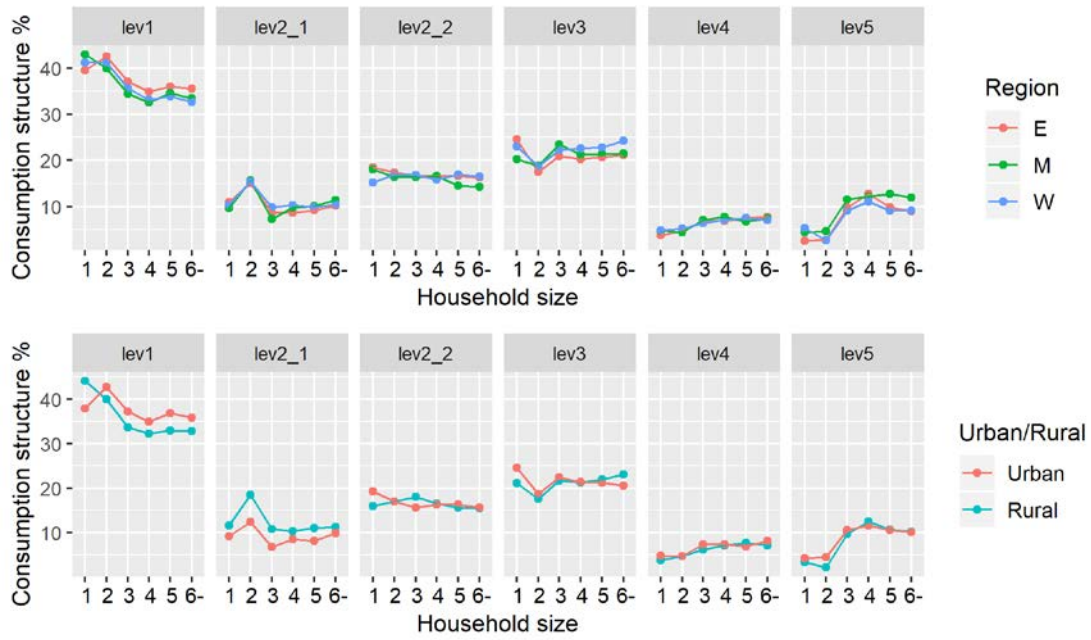 Consumption structure %
lev1 lev2_1 lev2_2 lev3 lev4 lev5
40
30
20
10
1 2 3 4 5 6- 1 2 3 4 5 6- 1 2 3 4 5 6- 1 2 3 4 5 6- 1 2 3 4 5 6- 1 2 3 4 5 6-
Household size
Region
E
M
W
Consumption structure %
lev1 lev2_1 lev2_2 lev3 lev4 lev5
40
30
20
10
1 2 3 4 5 6- 1 2 3 4 5 6- 1 2 3 4 5 6- 1 2 3 4 5 6- 1 2 3 4 5 6- 1 2 3 4 5 6-
Household size
Urban/Rural
Urban
Rural